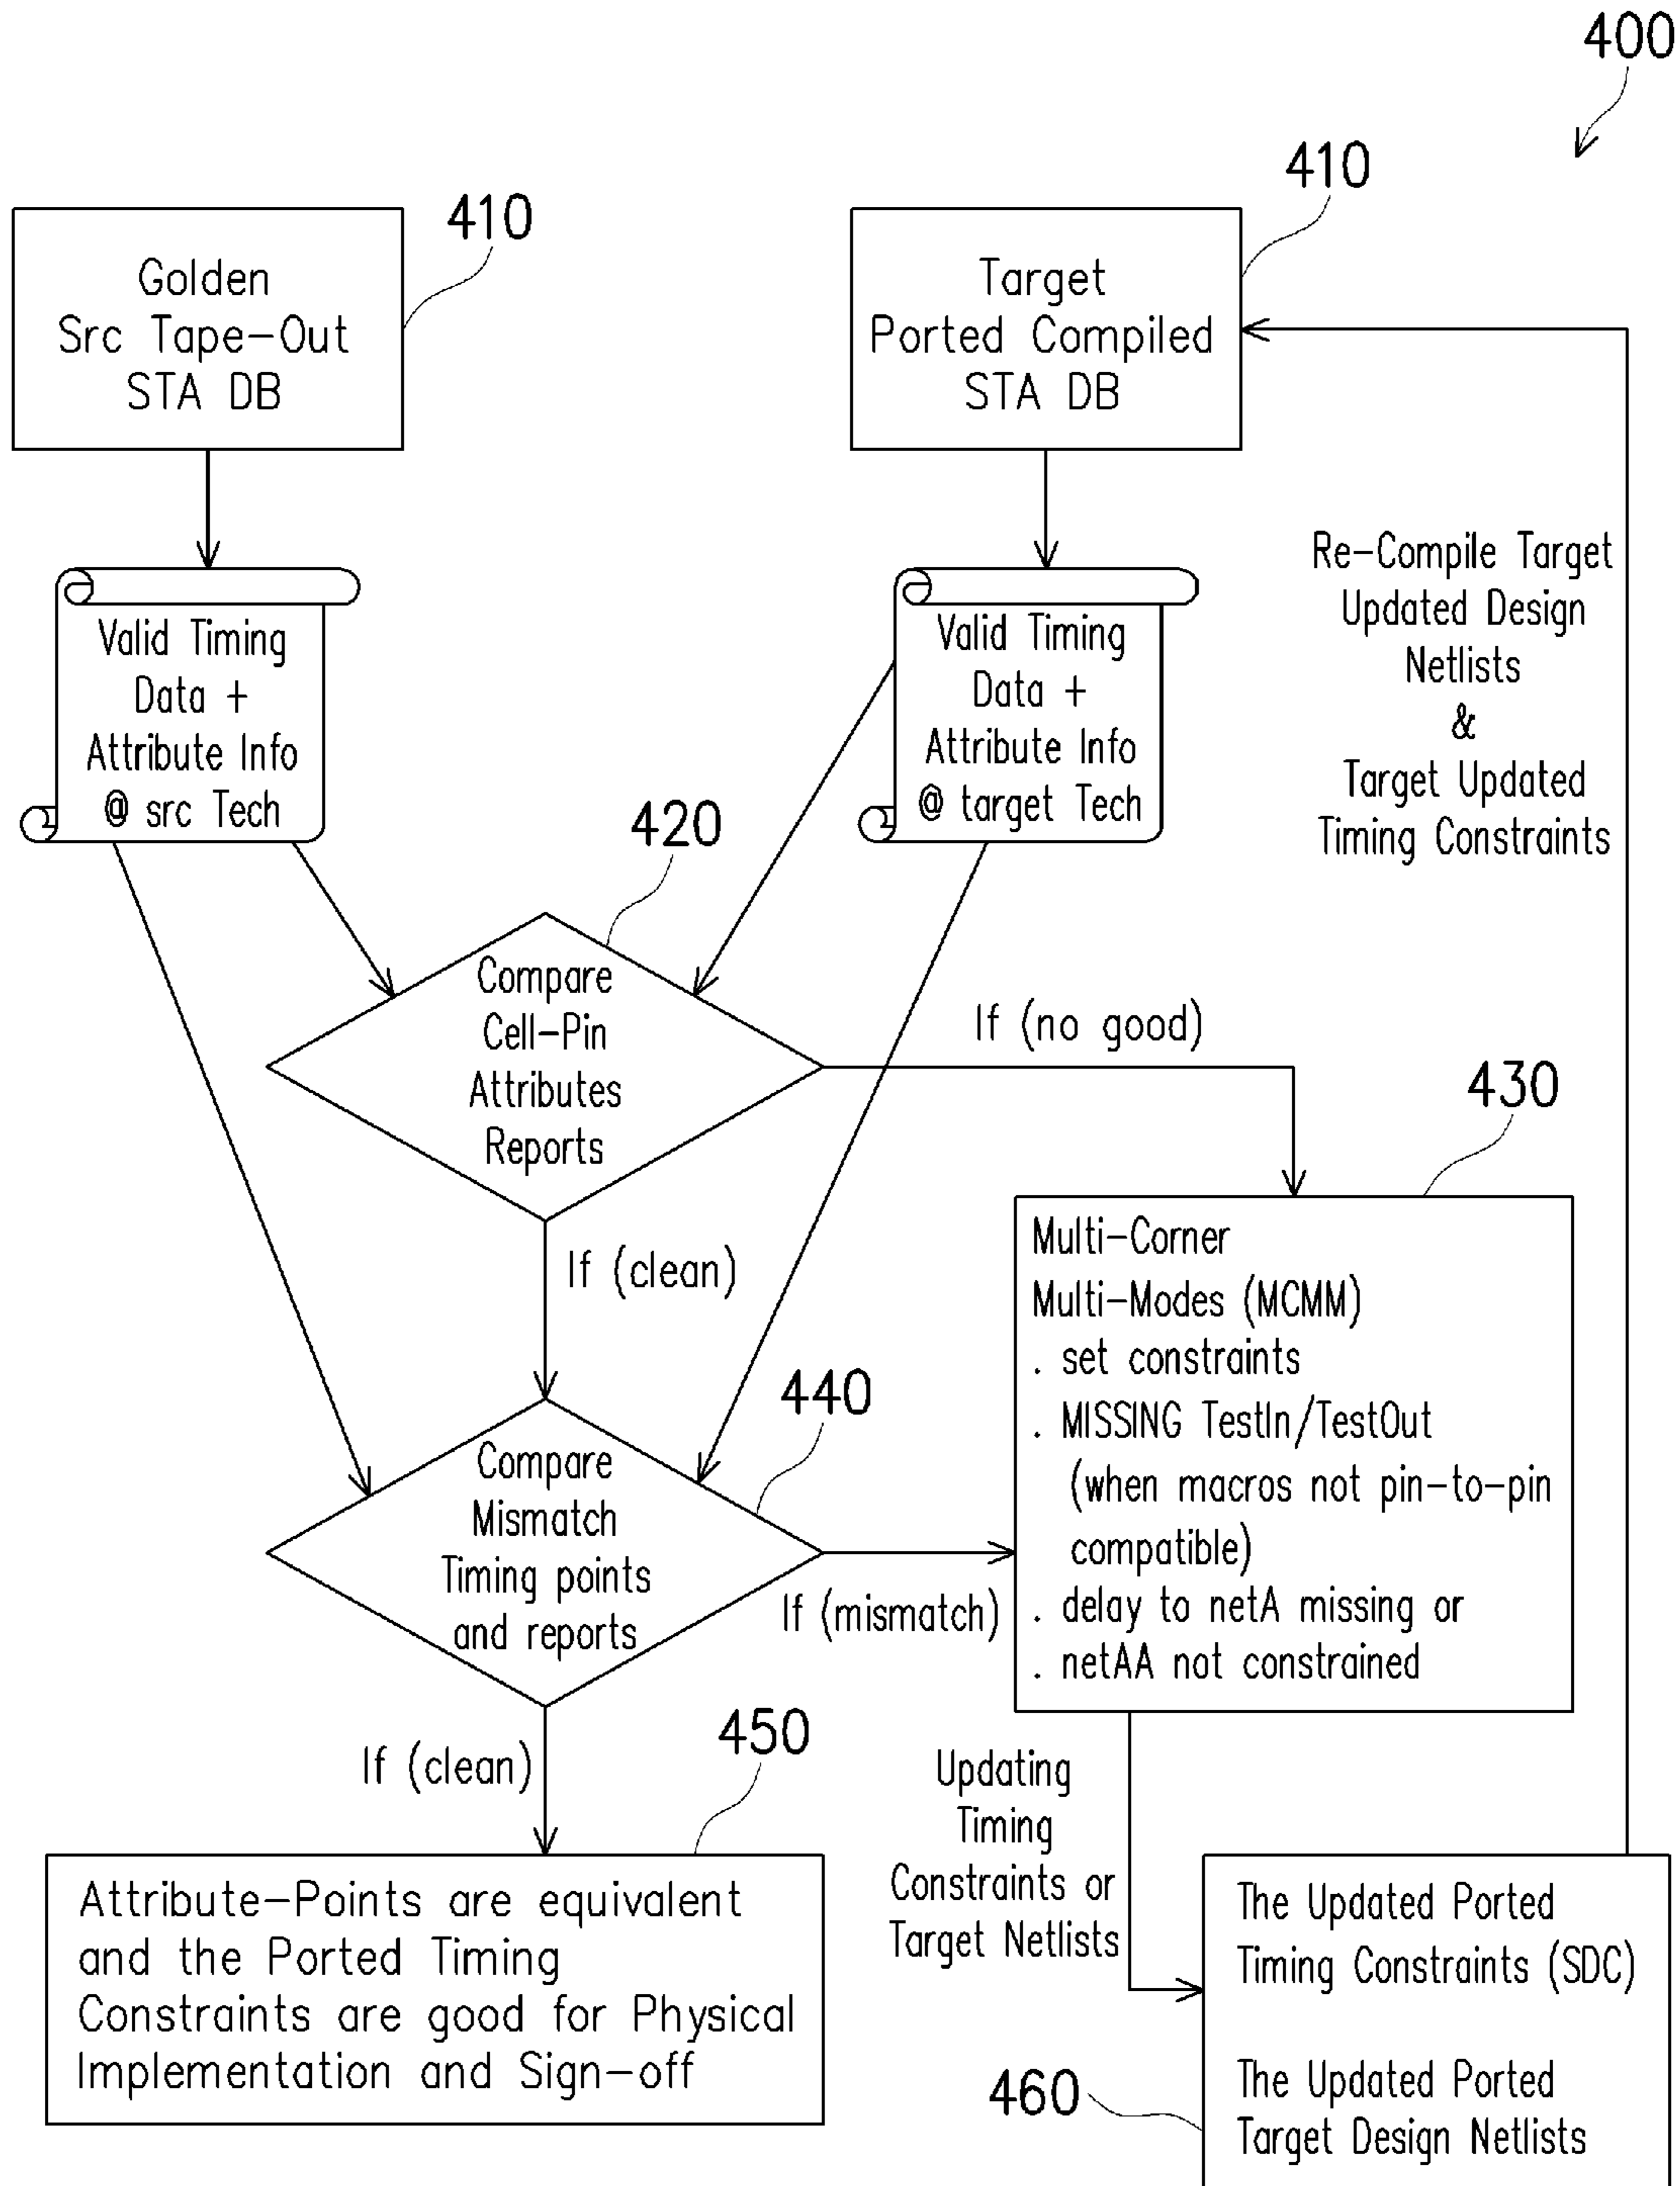 400
410
Golden
Src Tape-Out
STA DB
410
Target
Ported Compiled
STA DB
Valid Timing
Data +
Attribute Info
@ src Tech
Valid Timing
Data +
Attribute Info
@ target Tech
Re-Compile Target
Updated Design
Netlists
&
Target Updated
Timing Constraints
420
Compare
Cell-Pin
Attributes
Reports
If (no good)
If (clean)
430
Multi-Corner
Multi-Modes (MCMM)
. set constraints
. MISSING TestIn/TestOut
(when macros not pin-to-pin
compatible)
. delay to netA missing or
. netAA not constrained
440
Compare
Mismatch
Timing points
and reports
If (mismatch)
If (clean)
450
Attribute-Points are equivalent
and the Ported Timing
Constraints are good for Physical
Implementation and Sign-off
Updating
Timing
Constraints or
Target Netlists
460
The Updated Ported
Timing Constraints (SDC)
The Updated Ported
Target Design Netlists